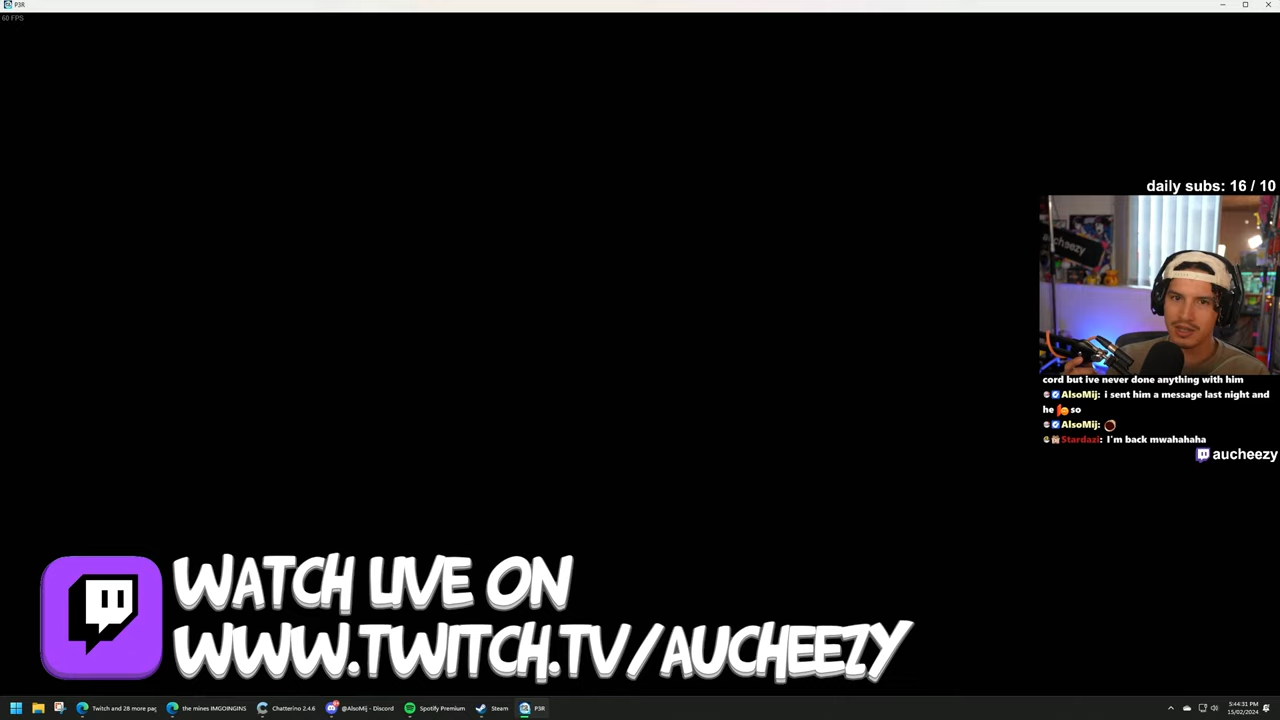 P3R
60 FPS
daily subs: 16 / 10
aucheezy
cord but ive never done anything with him
AlsoMij: i sent him a message last night and
he so
AlsoMij:
Stardazi: I'm back mwahahaha
aucheezy
WATCH LIVE ON
WWW.TWITCH.TV/AUCHEEZY
Twitch and 28 more pag
the mines IMGOINGINS
Chatterino 2.4.6
@AlsoMij - Discord
Spotify Premium
Steam
P3R
5:44:31 PM
15/02/2024